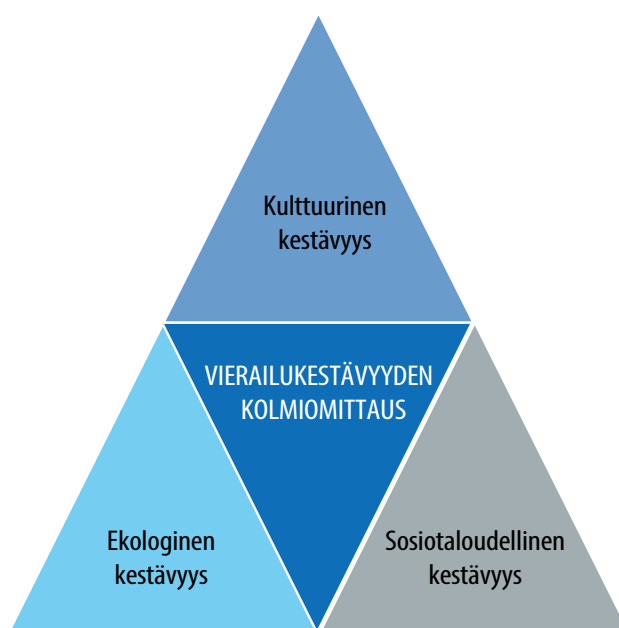 Kulttuurinen
kestävyys
VIERAILUKESTÄVYYDEN
KOLMIOMITTAUS
Ekologinen
kestävyys
Sosiotaloudellinen
kestävyys